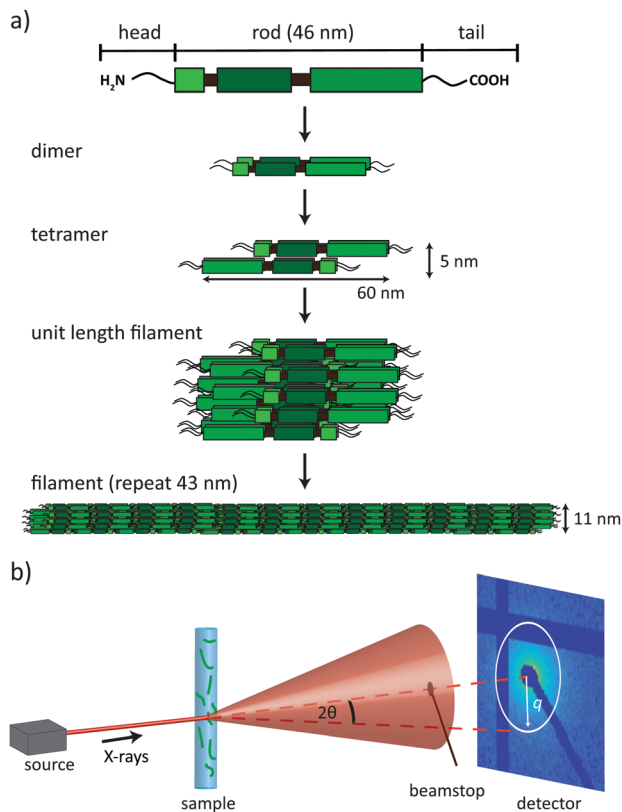 a)
head rod (46 nm) tail
H₂N COOH
dimer
tetramer
5 nm
60 nm
unit length filament
filament (repeat 43 nm)
11 nm
b)
2θ
q
source
X-rays
sample
beamstop
detector